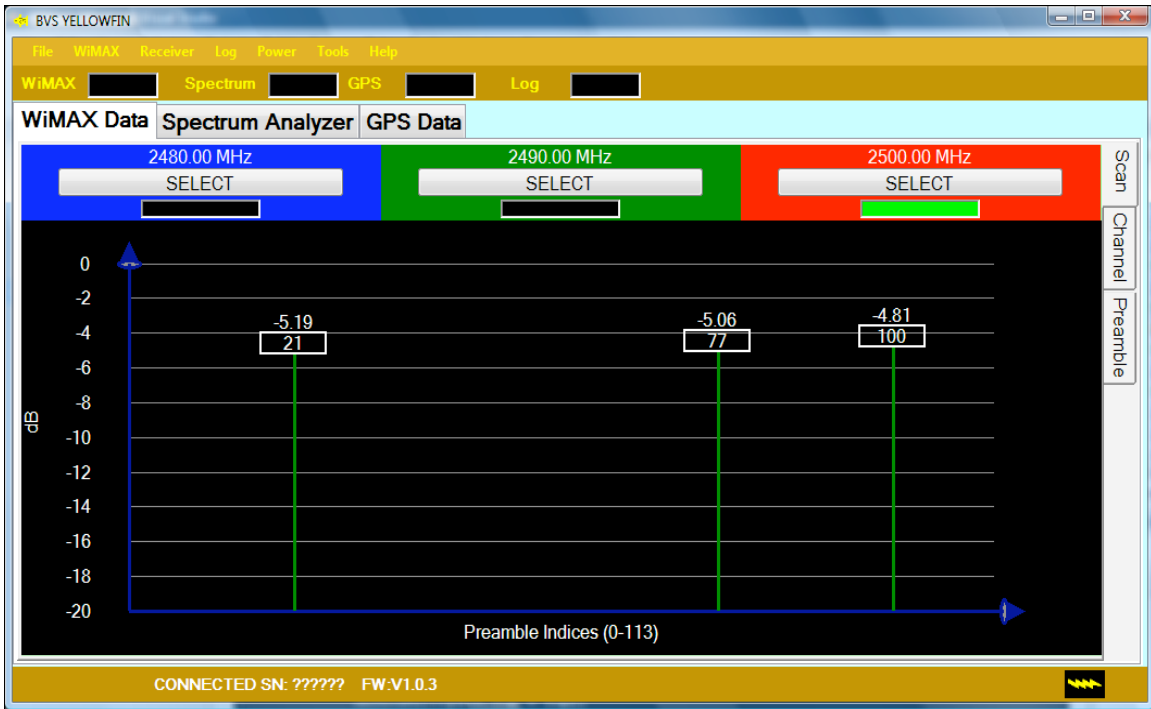 BVS YELLOWFIN
File WiMAX Receiver Log Power Tools Help
WiMAX Spectrum GPS Log
WiMAX Data Spectrum Analyzer GPS Data
2480.00 MHz 2490.00 MHz 2500.00 MHz
SELECT SELECT SELECT
Scan
Channel
Preamble
0
-2
-4
-6
-8
-10
-12
-14
-16
-18
-20
dB
-5.19
21
-5.06
77
-4.81
100
Preamble Indices (0-113)
CONNECTED SN: ?????? FW:V1.0.3